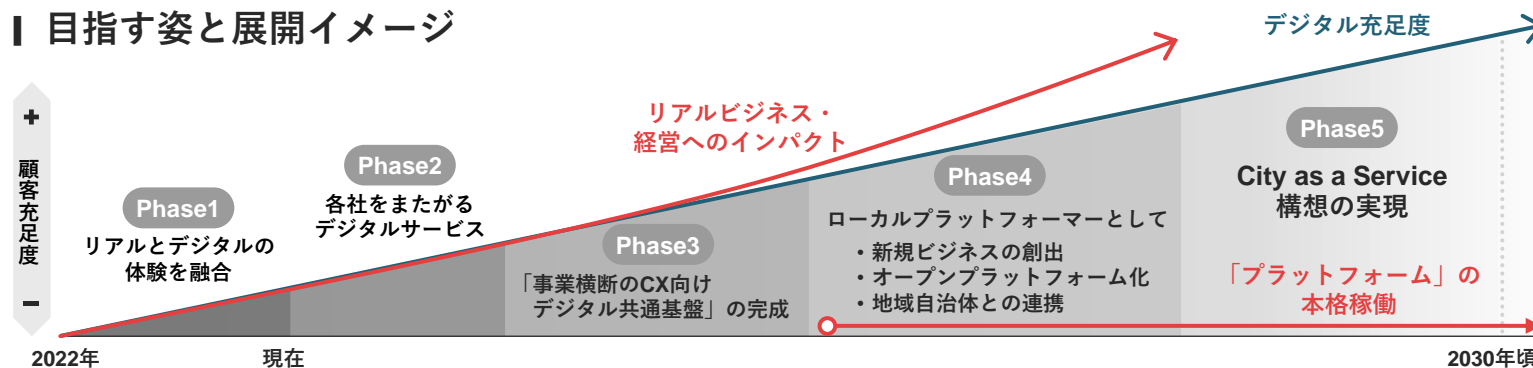 目指す姿と展開イメージ
デジタル充足度
リアルビジネス・
経営へのインパクト
+
顧客充足度
−
Phase1
リアルとデジタルの
体験を融合
Phase2
各社をまたがる
デジタルサービス
Phase3
「事業横断のCX向け
デジタル共通基盤」の完成
Phase4
ローカルプラットフォーマーとして
・新規ビジネスの創出
・オープンプラットフォーム化
・地域自治体との連携
Phase5
City as a Service
構想の実現
「プラットフォーム」の
本格稼働
2022年
現在
2030年頃